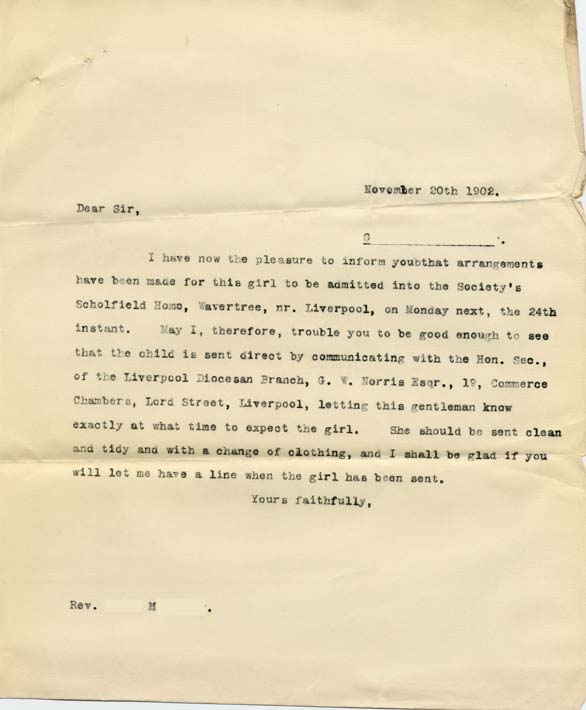 November 20th 1902.
Dear Sir,
S____________.
I have now the pleasure to inform youbthat arrangements
have been made for this girl to be admitted into the Society's
Scholfield Home, Wavertree, nr. Liverpool, on Monday next, the 24th
instant. May I, therefore, trouble you to be good enough to see
that the child is sent direct by communicating with the Hon. Sec.,
of the Liverpool Diocesan Branch, G. W. Norris Esqr., 19, Commerce
Chambers, Lord Street, Liverpool, letting this gentleman know
exactly at what time to expect the girl. She should be sent clean
and tidy and with a change of clothing, and I shall be glad if you
will let me have a line when the girl has been sent.
Yours faithfully,
Rev. M .